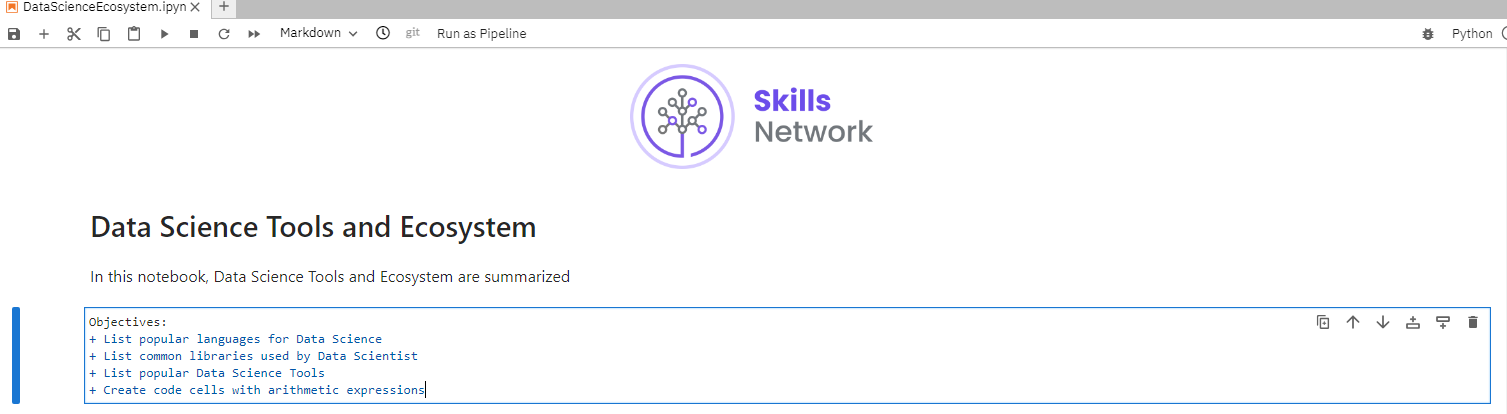 DataScienceEcosystem.ipyn
Markdown git Run as Pipeline Python
Skills
Network
Data Science Tools and Ecosystem
In this notebook, Data Science Tools and Ecosystem are summarized
Objectives:
+ List popular languages for Data Science
+ List common libraries used by Data Scientist
+ List popular Data Science Tools
+ Create code cells with arithmetic expressions